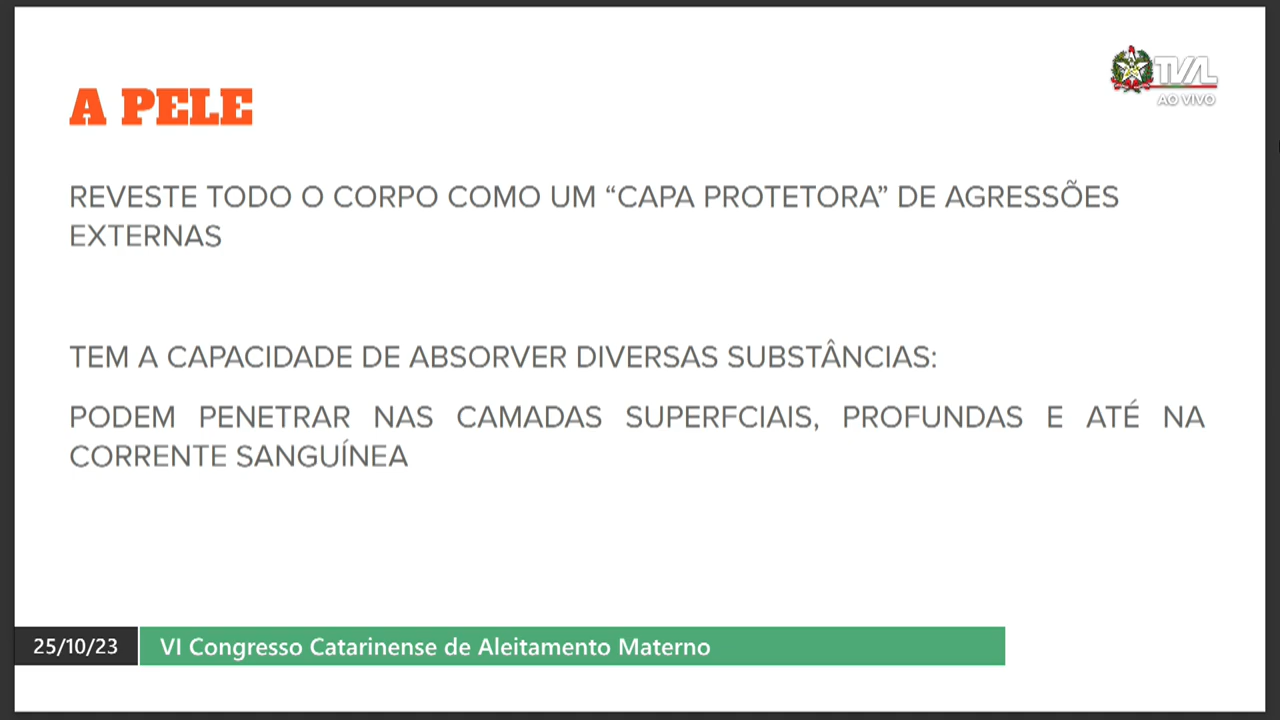 TVAL
AO VIVO
A PELE
REVESTE TODO O CORPO COMO UM “CAPA PROTETORA” DE AGRESSÕES
EXTERNAS
TEM A CAPACIDADE DE ABSORVER DIVERSAS SUBSTÂNCIAS:
PODEM PENETRAR NAS CAMADAS SUPERFCIAIS, PROFUNDAS E ATÉ NA
CORRENTE SANGUÍNEA
25/10/23 VI Congresso Catarinense de Aleitamento Materno